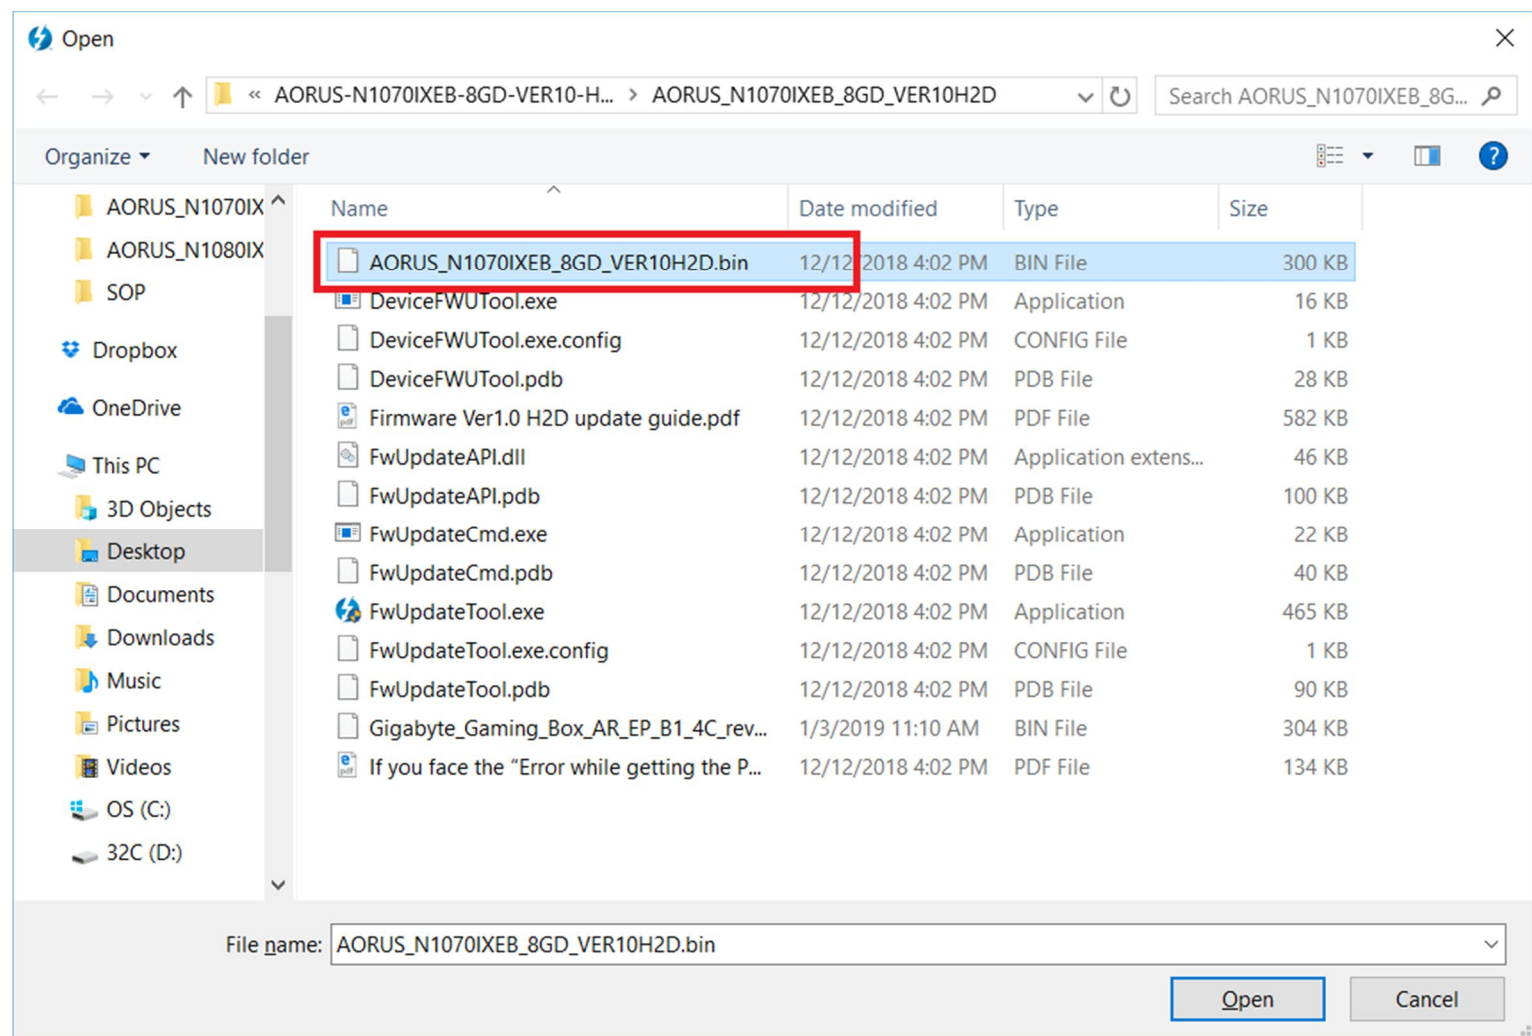 Open
« AORUS-N1070IXEB-8GD-VER10-H... > AORUS_N1070IXEB_8GD_VER10H2D
Search AORUS_N1070IXEB_8G...
Organize New folder
?
AORUS_N1070IX
AORUS_N1080IX
SOP
Dropbox
OneDrive
This PC
3D Objects
Desktop
Documents
Downloads
Music
Pictures
Videos
OS (C:)
32C (D:)
Name Date modified Type Size
AORUS_N1070IXEB_8GD_VER10H2D.bin 12/12/2018 4:02 PM BIN File 300 KB
DeviceFWUTool.exe 12/12/2018 4:02 PM Application 16 KB
DeviceFWUTool.exe.config 12/12/2018 4:02 PM CONFIG File 1 KB
DeviceFWUTool.pdb 12/12/2018 4:02 PM PDB File 28 KB
Firmware Ver1.0 H2D update guide.pdf 12/12/2018 4:02 PM PDF File 582 KB
FwUpdateAPI.dll 12/12/2018 4:02 PM Application extens... 46 KB
FwUpdateAPI.pdb 12/12/2018 4:02 PM PDB File 100 KB
FwUpdateCmd.exe 12/12/2018 4:02 PM Application 22 KB
FwUpdateCmd.pdb 12/12/2018 4:02 PM PDB File 40 KB
FwUpdateTool.exe 12/12/2018 4:02 PM Application 465 KB
FwUpdateTool.exe.config 12/12/2018 4:02 PM CONFIG File 1 KB
FwUpdateTool.pdb 12/12/2018 4:02 PM PDB File 90 KB
Gigabyte_Gaming_Box_AR_EP_B1_4C_rev... 1/3/2019 11:10 AM BIN File 304 KB
If you face the “Error while getting the P... 12/12/2018 4:02 PM PDF File 134 KB
File name: AORUS_N1070IXEB_8GD_VER10H2D.bin
Open Cancel